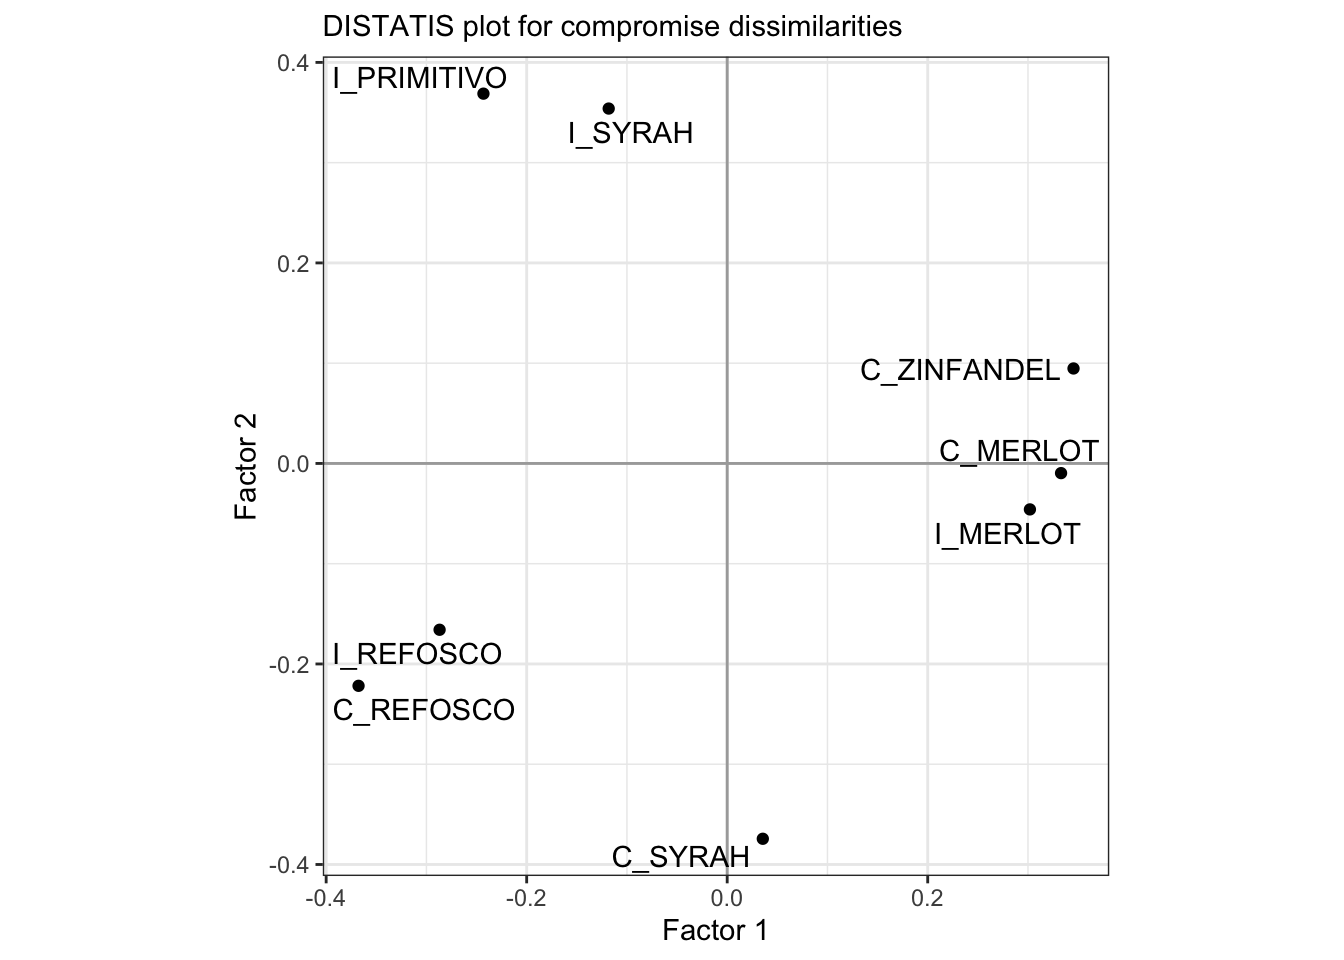 DISTATIS plot for compromise dissimilarities
0.4
I_PRIMITIVO
I_SYRAH
0.2
C_ZINFANDEL
Factor 2
C_MERLOT
0.0
I_MERLOT
I_REFOSCO
-0.2
C_REFOSCO
C_SYRAH
-0.4
-0.4 -0.2 0.0 0.2
Factor 1